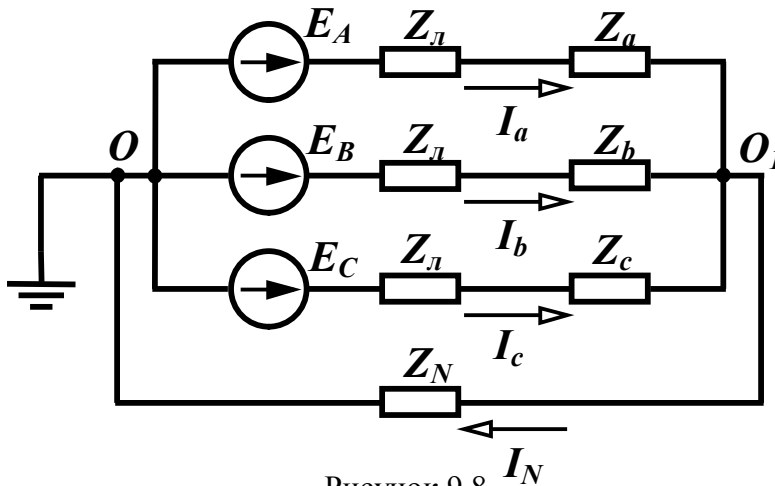 E_A Z_л Z_a
I_a
O E_B Z_л Z_b O_1
I_b
E_C Z_л Z_c
I_c
Z_N
I_N
Рисунок 9.8